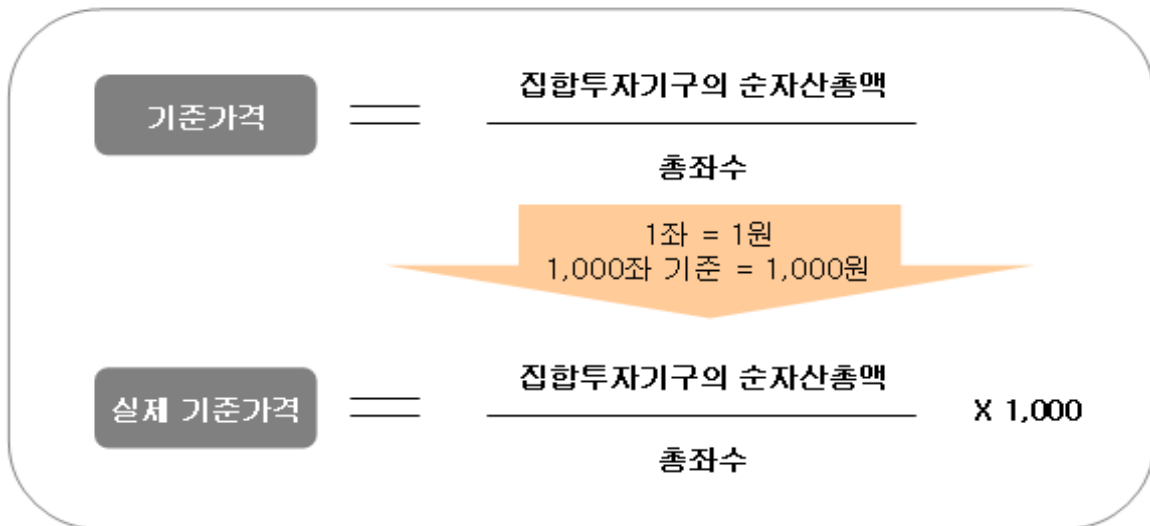 집합투자기구의 순자산총액
기준가격
총좌수
1좌 = 1원
1,000좌 기준 = 1,000원
집합투자기구의 순자산총액
실제 기준가격
X 1,000
총좌수